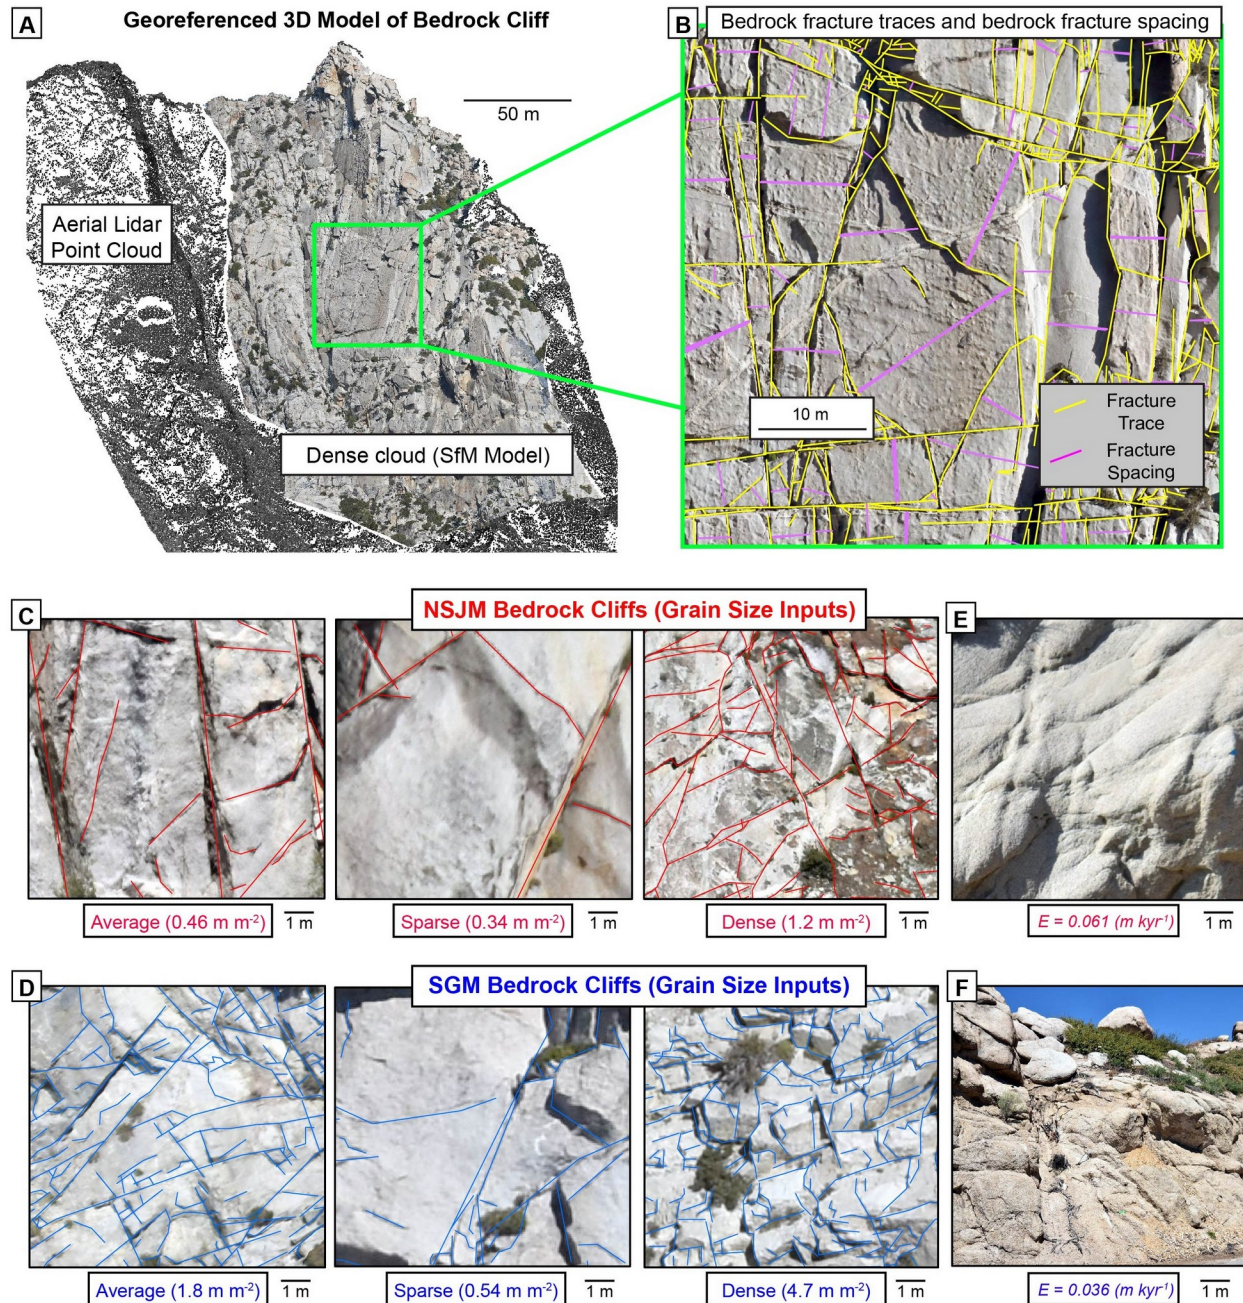 A
Georeferenced 3D Model of Bedrock Cliff
50 m
Aerial Lidar
Point Cloud
Dense cloud (SfM Model)
B
Bedrock fracture traces and bedrock fracture spacing
10 m
Fracture
Trace
Fracture
Spacing
C
NSJM Bedrock Cliffs (Grain Size Inputs)
Average (0.46 m m⁻²)
1 m
Sparse (0.34 m m⁻²)
1 m
Dense (1.2 m m⁻²)
1 m
E
E = 0.061 (m kyr⁻¹)
1 m
D
SGM Bedrock Cliffs (Grain Size Inputs)
Average (1.8 m m⁻²)
1 m
Sparse (0.54 m m⁻²)
1 m
Dense (4.7 m m⁻²)
1 m
F
E = 0.036 (m kyr⁻¹)
1 m